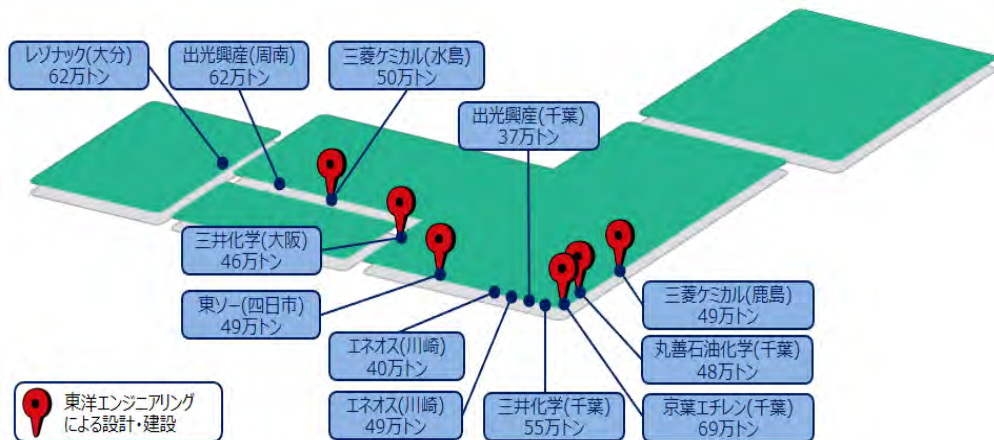 レゾナック(大分)
62万トン
出光興産(周南)
62万トン
三菱ケミカル(水島)
50万トン
出光興産(千葉)
37万トン
三井化学(大阪)
46万トン
東ソー(四日市)
49万トン
エネオス(川崎)
40万トン
エネオス(川崎)
49万トン
三井化学(千葉)
55万トン
三菱ケミカル(鹿島)
49万トン
丸善石油化学(千葉)
48万トン
京葉エチレン(千葉)
69万トン
東洋エンジニアリング
による設計・建設